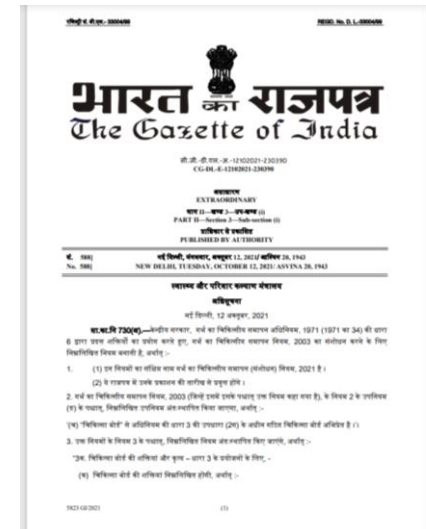 रजिस्ट्री सं. डी.एल.- 33004/99 REGD. No. D. L.-33004/99
भारत का राजपत्र
The Gazette of India
सी.जी.-डी.एल.-अ.-12102021-230390
CG-DL-E-12102021-230390
असाधारण
EXTRAORDINARY
भाग II—खण्ड 3—उप-खण्ड (i)
PART II—Section 3—Sub-section (i)
प्राधिकार से प्रकाशित
PUBLISHED BY AUTHORITY
सं. 588] नई दिल्ली, मंगलवार, अक्तूबर 12, 2021/ आश्विन 20, 1943
No. 588] NEW DELHI, TUESDAY, OCTOBER 12, 2021/ ASVINA 20, 1943
स्वास्थ्य और परिवार कल्याण मंत्रालय
अधिसूचना
नई दिल्ली, 12 अक्तूबर, 2021
सा.का.नि 730(अ).—केन्द्रीय सरकार, गर्भ का चिकित्सीय समापन अधिनियम, 1971 (1971 का 34) की धारा
6 द्वारा प्रदत्त शक्तियों का प्रयोग करते हुए, गर्भ का चिकित्सीय समापन नियम, 2003 का संशोधन करने के लिए
निम्नलिखित नियम बनाती है, अर्थात् :-
1. (1) इन नियमों का संक्षिप्त नाम गर्भ का चिकित्सीय समापन (संशोधन) नियम, 2021 है ।
(2) ये राजपत्र में उनके प्रकाशन की तारीख से प्रवृत्त होंगे ।
2. गर्भ का चिकित्सीय समापन नियम, 2003 (जिन्हें इसमें इसके पश्चात् उक्त नियम कहा गया है), के नियम 2 के उपनियम
(ग) के पश्चात्, निम्नलिखित उपनियम अंतःस्थापित किया जाएगा, अर्थात् :-
'(गक) "चिकित्सा बोर्ड" से अधिनियम की धारा 3 की उपधारा (2ग) के अधीन गठित चिकित्सा बोर्ड अभिप्रेत है ।'
3. उक्त नियमों के नियम 3 के पश्चात्, निम्नलिखित नियम अंतःस्थापित किए जाएंगे, अर्थात् :-
"3क. चिकित्सा बोर्ड की शक्तियां और कृत्य – धारा 3 के प्रयोजनों के लिए, -
(क) चिकित्सा बोर्ड की शक्तियां निम्नलिखित होंगी, अर्थात् :-
5823 GI/2021 (1)